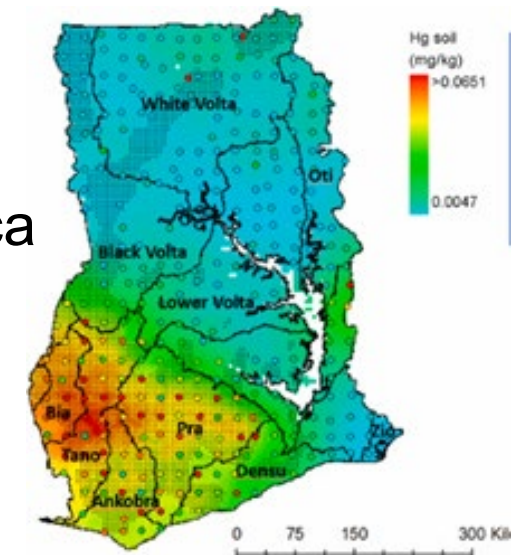 Hg soil
(mg/kg)
>0.0651
0.0047
ca
White Volta
Oti
Black Volta
Lower Volta
Bia
Pra
Tano
Densu
Ankobra
0 75 150 300 Kil